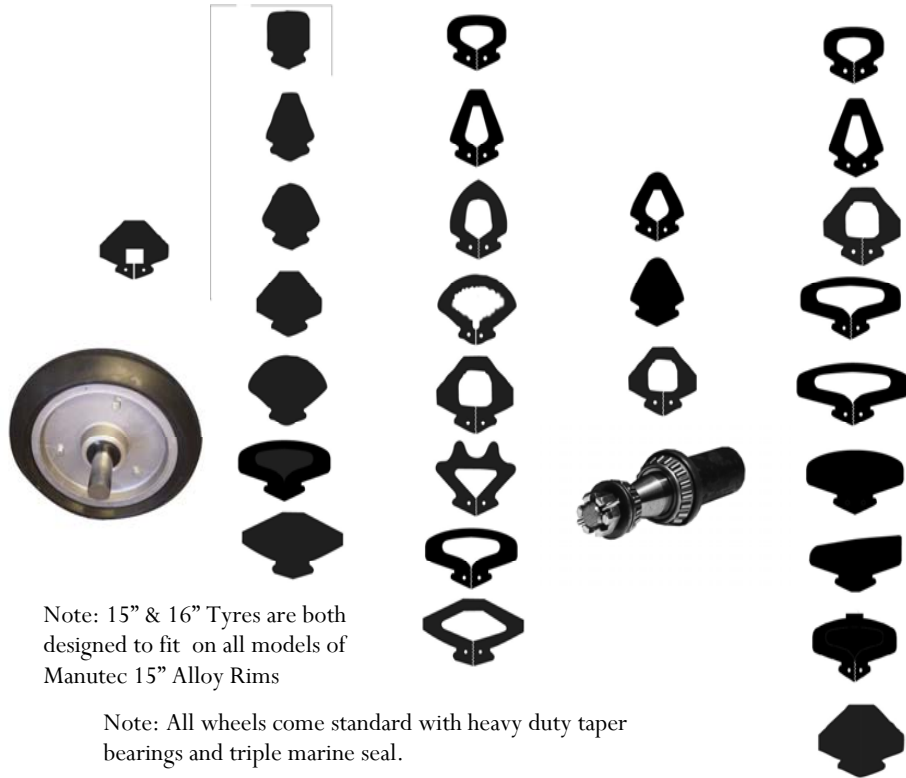 Note: 15” & 16” Tyres are both
designed to fit  on all models of
Manutec 15” Alloy Rims
Note: All wheels come standard with heavy duty taper
bearings and triple marine seal.